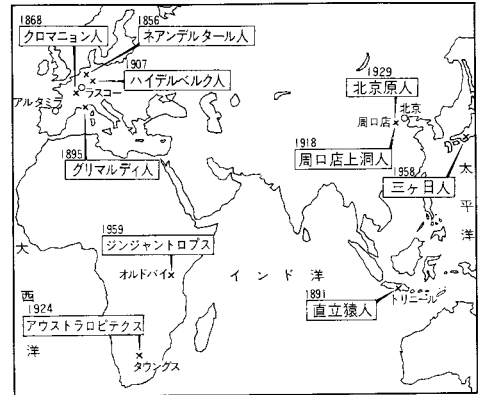 1868
クロマニョン人
1856
ネアンデルタール人
1907
ハイデルベルク人
ラスコー
アルタミラ
1895
グリマルディ人
1929
北京原人
北京
周口店
1918
周口店上洞人
1958
三ヶ日人
太平洋
1959
ジンジャントロプス
オルドバイ
インド洋
大西洋
1891
直立猿人
トリニール
1924
アウストラロピテクス
タウングス